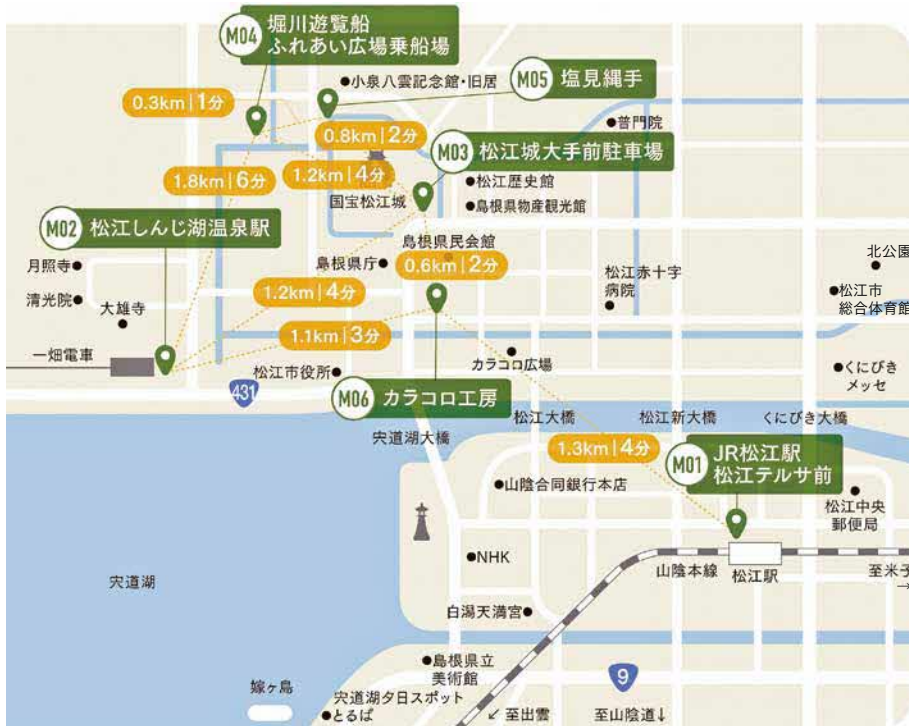 M04
堀川遊覧船
ふれあい広場乗船場
小泉八雲記念館・旧居
M05 塩見縄手
0.3km|1分
0.8km|2分
普門院
M03 松江城大手前駐車場
1.8km|6分
1.2km|4分
松江歴史館
国宝松江城
島根県物産観光館
M02 松江しんじ湖温泉駅
島根県民会館
月照寺
島根県庁
0.6km|2分
北公園
松江赤十字
病院
清光院
1.2km|4分
松江市
総合体育館
大雄寺
1.1km|3分
一畑電車
カラコロ広場
松江市役所
くにびき
メッセ
431
M06 カラコロ工房
松江大橋
松江新大橋
くにびき大橋
宍道湖大橋
1.3km|4分
M01
JR松江駅
松江テルサ前
山陰合同銀行本店
松江中央
郵便局
NHK
山陰本線
松江駅
至米子
→
宍道湖
白潟天満宮
島根県立
美術館
9
嫁ヶ島
宍道湖夕日スポット
とるぱ
↙至出雲
至山陰道↓